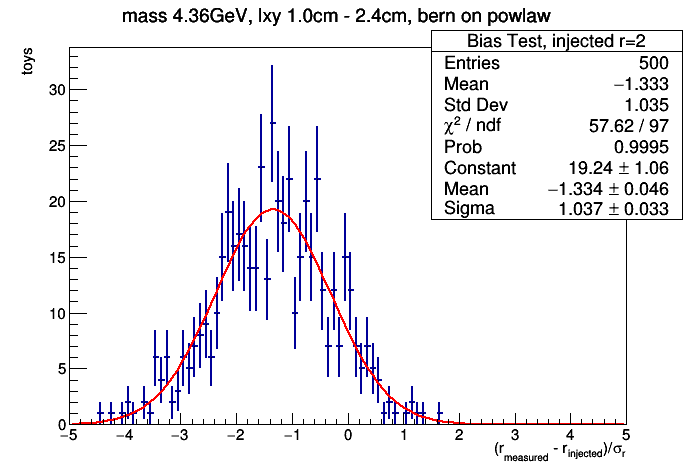 mass 4.36GeV, lxy 1.0cm - 2.4cm, bern on powlaw
Bias Test, injected r=2
Entries 500
Mean −1.333
Std Dev 1.035
χ² / ndf 57.62 / 97
Prob 0.9995
Constant 19.24 ± 1.06
Mean −1.334 ± 0.046
Sigma 1.037 ± 0.033
toys
30
25
20
15
10
5
0
−5 −4 −3 −2 −1 0 1 2 3 4 5
(r_measured - r_injected)/σ_r